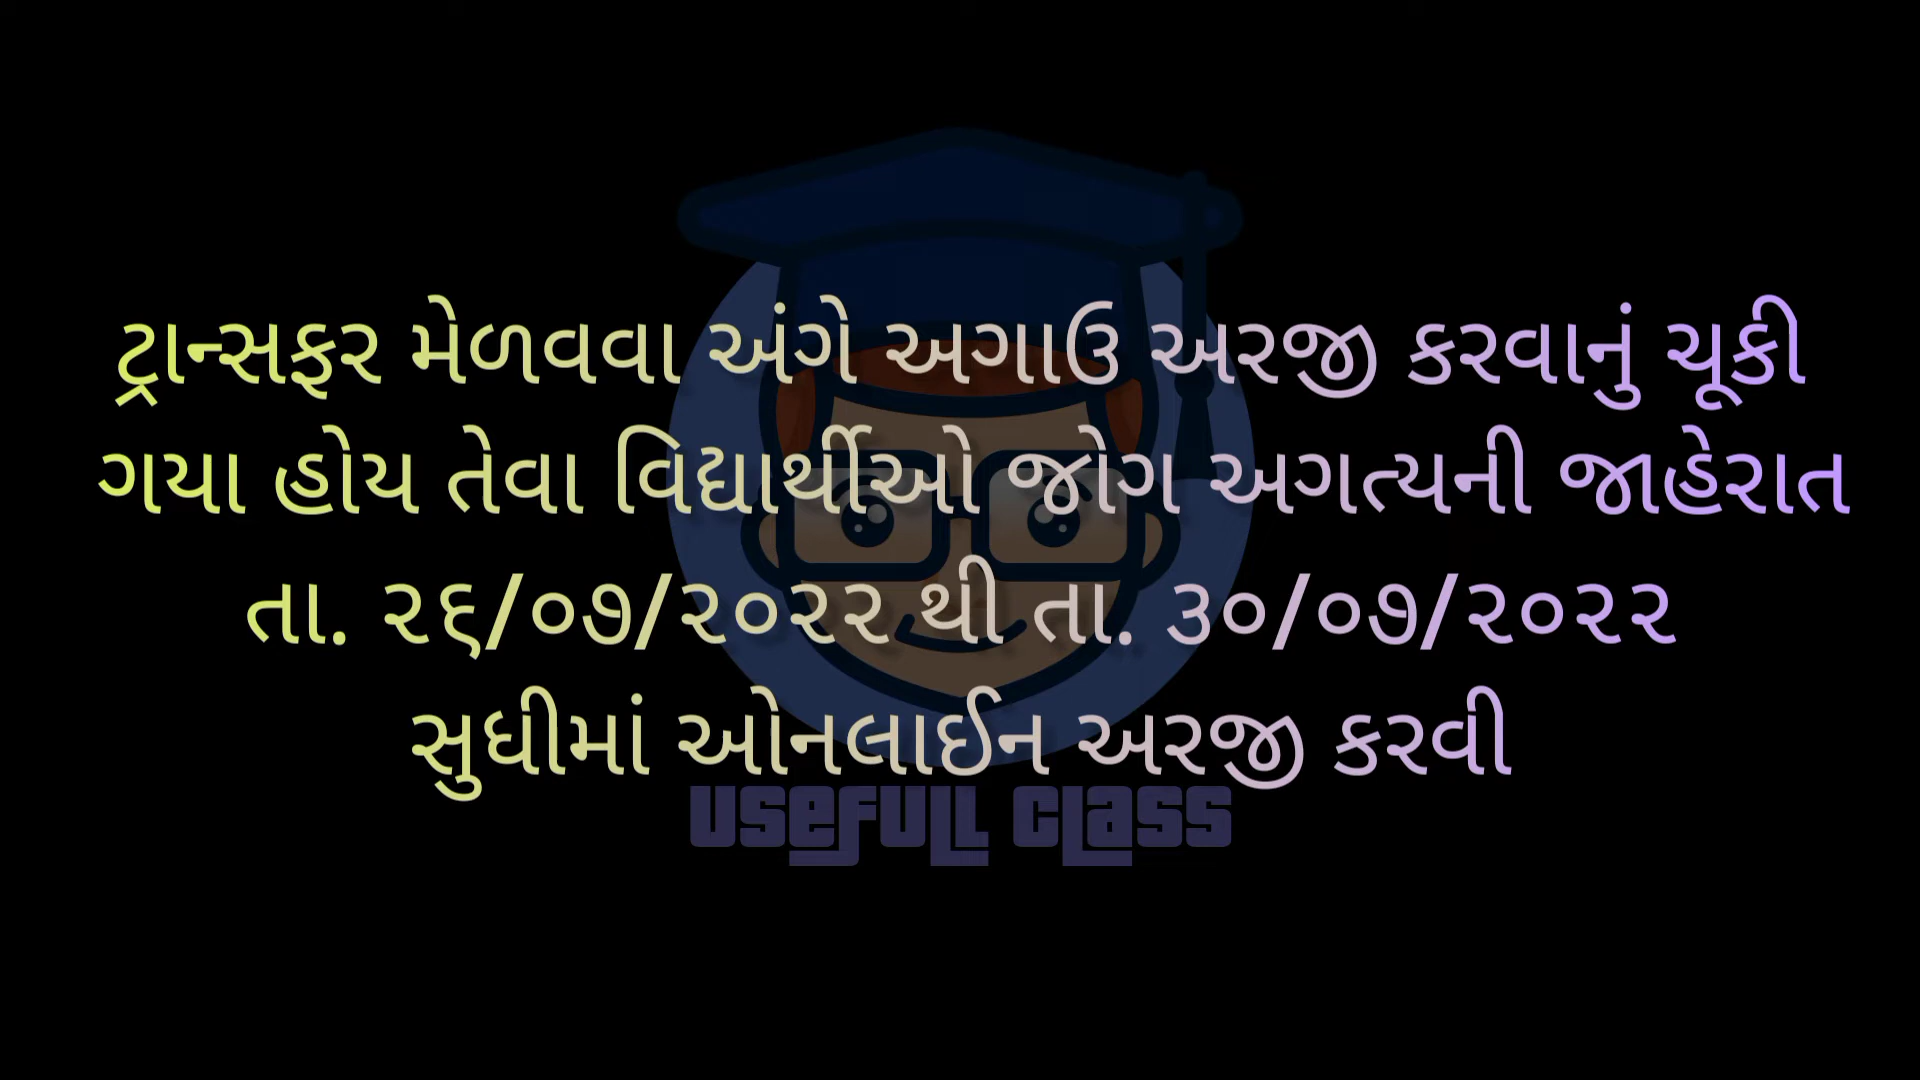 ટ્રાન્સફર મેળવવા અંગે અગાઉ અરજી કરવાનું ચૂકી
ગયા હોય તેવા વિદ્યાર્થીઓ જોગ અગત્યની જાહેરાત
તા. ૨૬/૦૭/૨૦૨૨ થી તા. ૩૦/૦૭/૨૦૨૨
સુધીમાં ઓનલાઈન અરજી કરવી
USEFULL CLASS